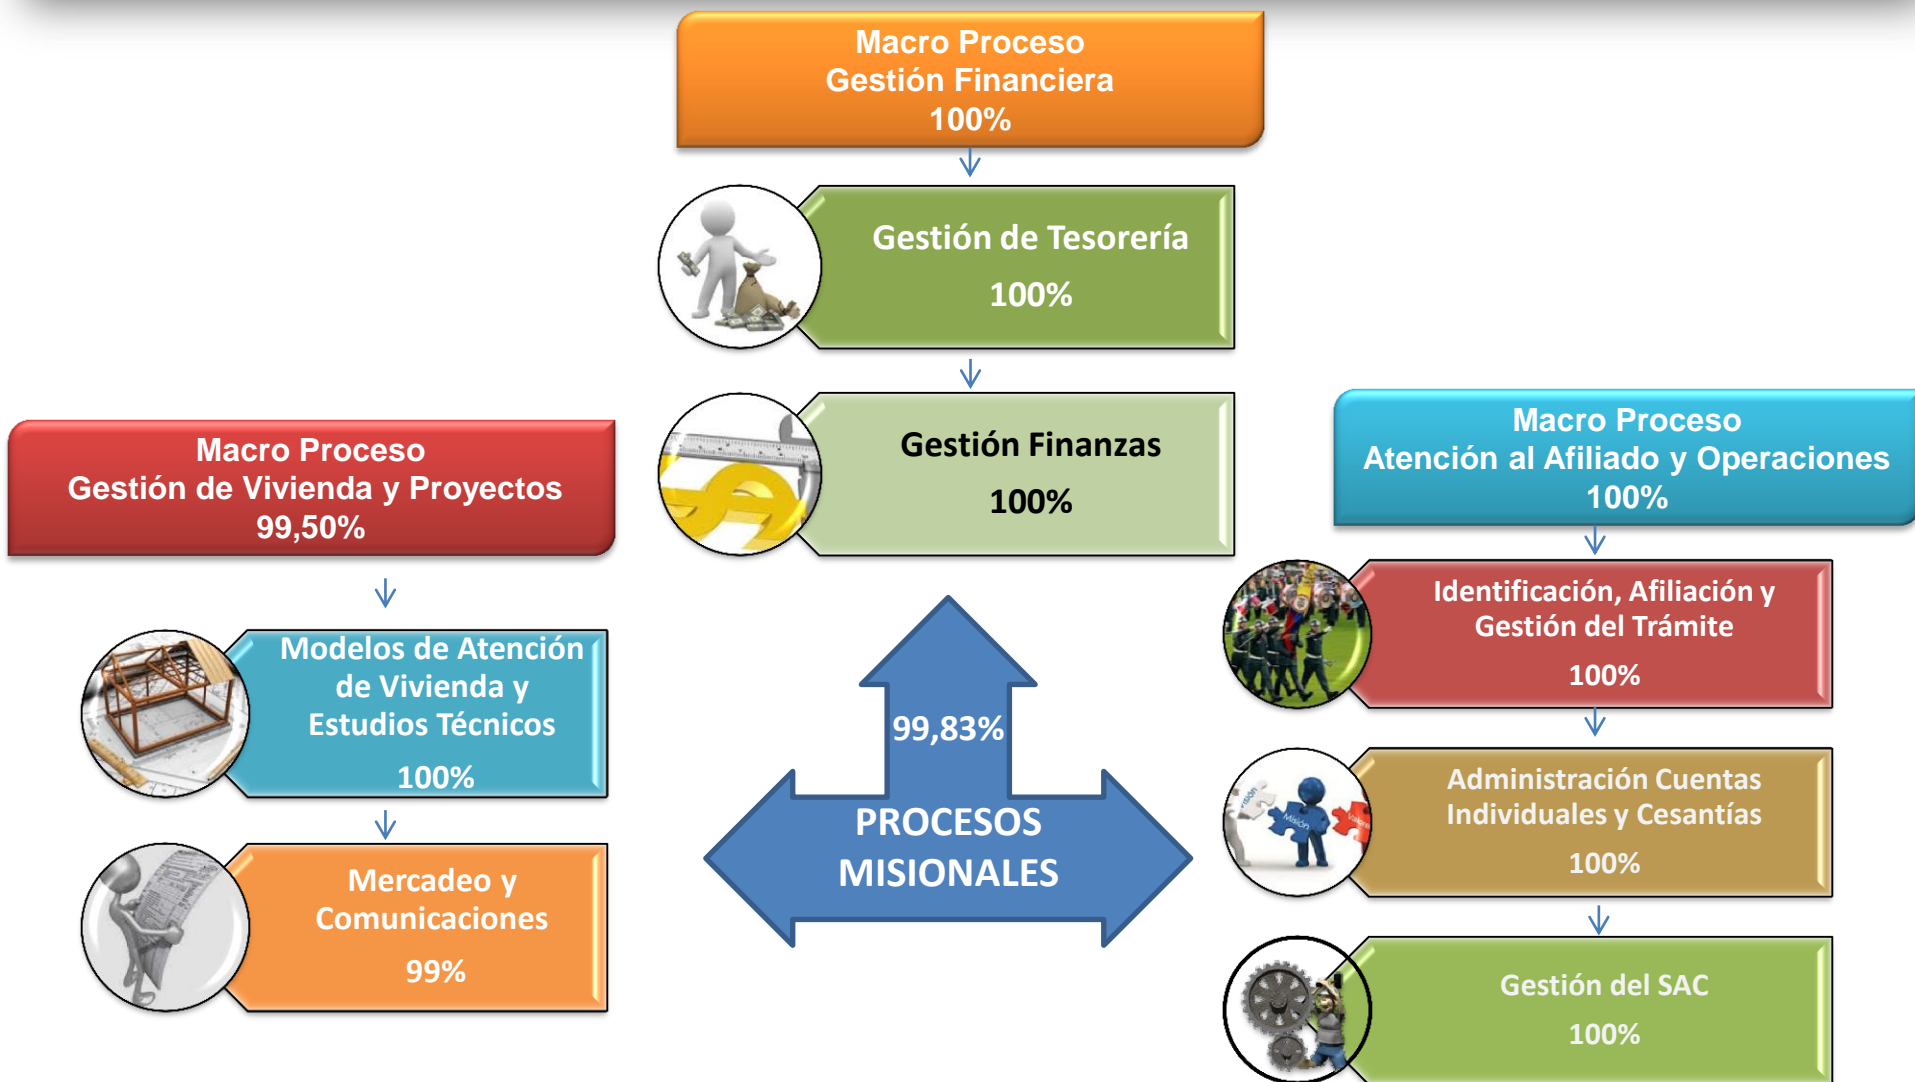 Macro Proceso
Gestión Financiera
100%
Gestión de Tesorería
100%
Gestión Finanzas
100%
Macro Proceso
Gestión de Vivienda y Proyectos
99,50%
Modelos de Atención
de Vivienda y
Estudios Técnicos
100%
Mercadeo y
Comunicaciones
99%
99,83%
PROCESOS
MISIONALES
Macro Proceso
Atención al Afiliado y Operaciones
100%
Identificación, Afiliación y
Gestión del Trámite
100%
Misión
Administración Cuentas
Individuales y Cesantías
100%
Gestión del SAC
100%